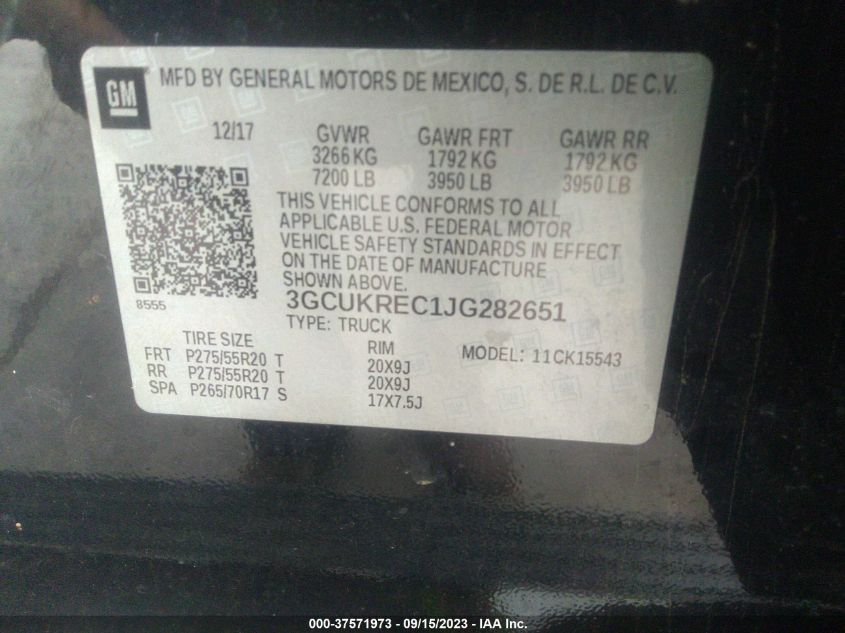 GM
MFD BY GENERAL MOTORS DE MEXICO, S. DE R.L. DE C.V.
12/17 GVWR GAWR FRT GAWR RR
3266 KG 1792 KG 1792 KG
7200 LB 3950 LB 3950 LB
THIS VEHICLE CONFORMS TO ALL
APPLICABLE U.S. FEDERAL MOTOR
VEHICLE SAFETY STANDARDS IN EFFECT
ON THE DATE OF MANUFACTURE
SHOWN ABOVE.
8555
3GCUKREC1JG282651
TYPE: TRUCK
TIRE SIZE RIM MODEL: 11CK15543
FRT P275/55R20 T 20X9J
RR P275/55R20 T 20X9J
SPA P265/70R17 S 17X7.5J
000-37571973 - 09/15/2023 - IAA Inc.